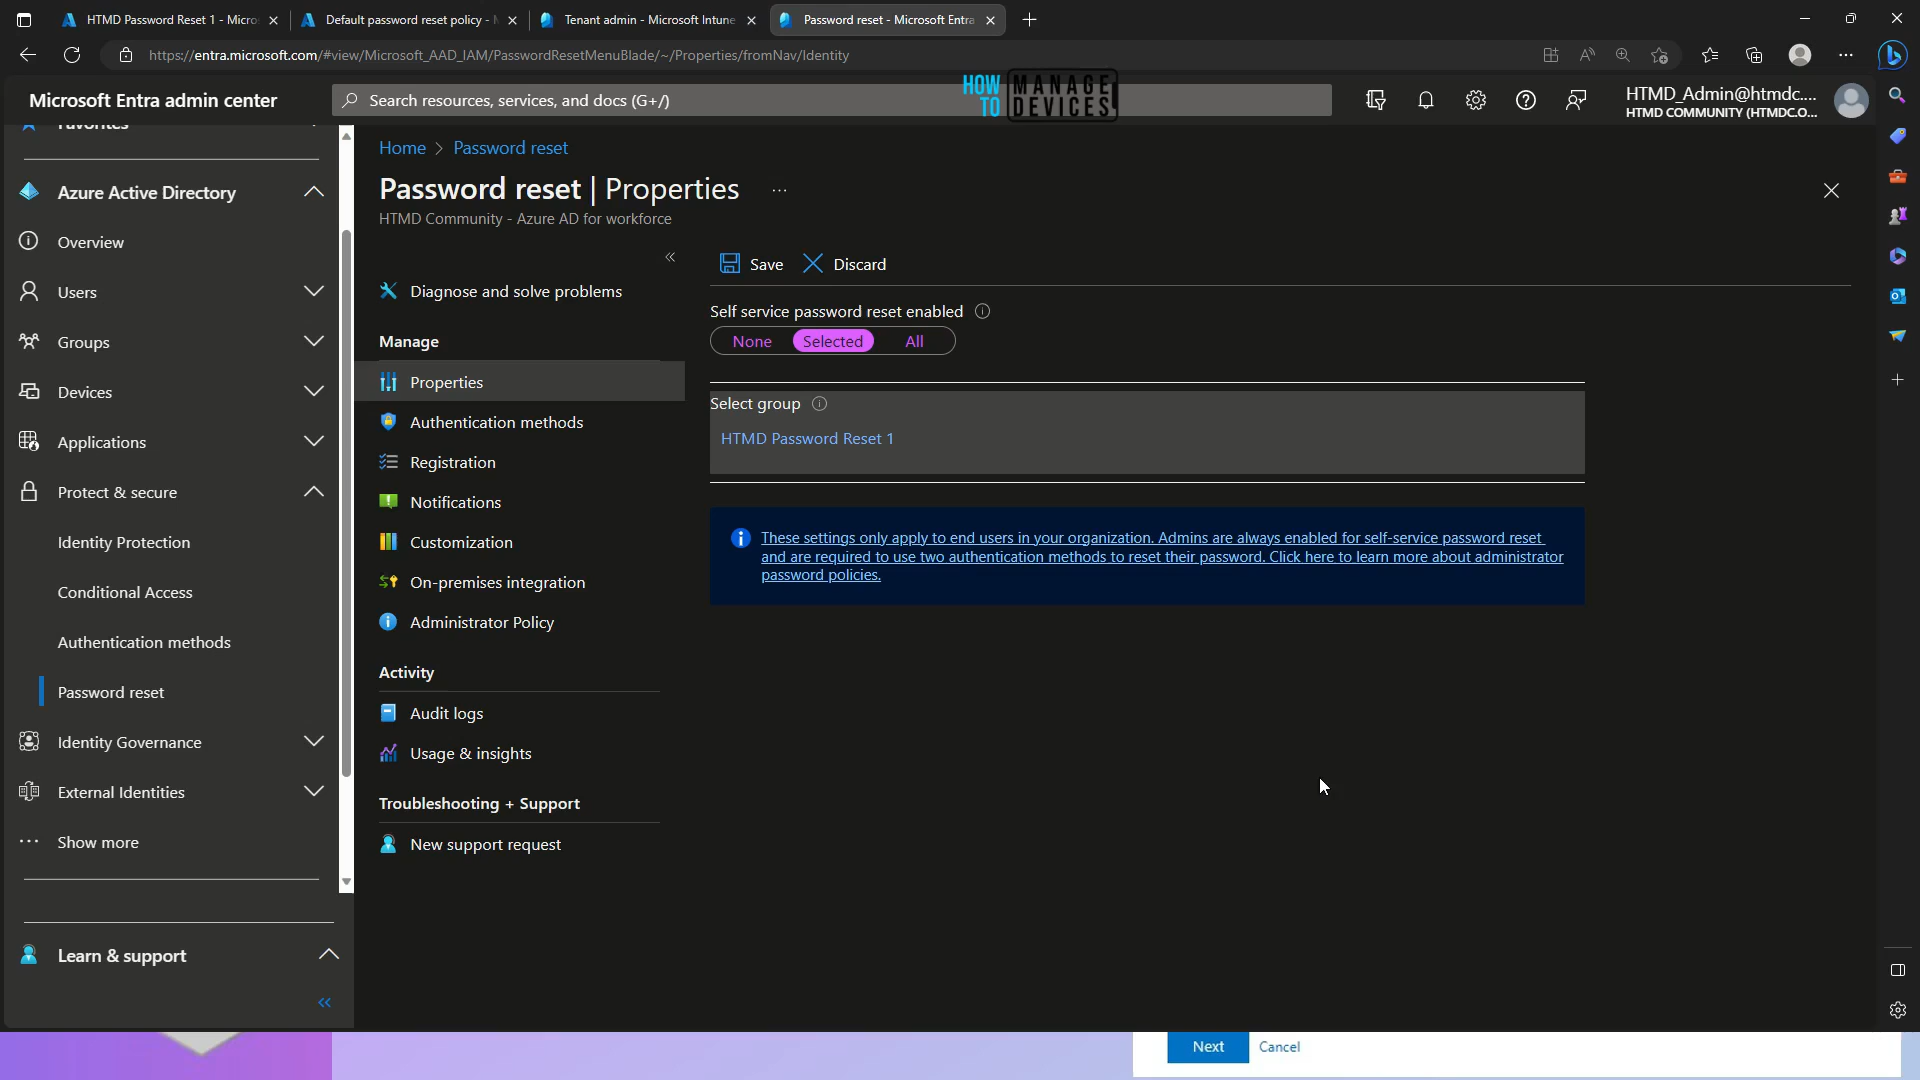 HTMD Password Reset 1 - Micros
Default password reset policy -
Tenant admin - Microsoft Intune
Password reset - Microsoft Entra
https://entra.microsoft.com/#view/Microsoft_AAD_IAM/PasswordResetMenuBlade/~/Properties/fromNav/Identity
Microsoft Entra admin center
Search resources, services, and docs (G+/)
HOW TO MANAGE DEVICES
HTMD_Admin@htmdc....
HTMD COMMUNITY (HTMDC.O...
Favorites
Azure Active Directory
Overview
Users
Groups
Devices
Applications
Protect & secure
Identity Protection
Conditional Access
Authentication methods
Password reset
Identity Governance
External Identities
Show more
Learn & support
Home > Password reset
Password reset | Properties ...
HTMD Community - Azure AD for workforce
Diagnose and solve problems
Manage
Properties
Authentication methods
Registration
Notifications
Customization
On-premises integration
Administrator Policy
Activity
Audit logs
Usage & insights
Troubleshooting + Support
New support request
Save Discard
Self service password reset enabled
None Selected All
Select group
HTMD Password Reset 1
These settings only apply to end users in your organization. Admins are always enabled for self-service password reset
and are required to use two authentication methods to reset their password. Click here to learn more about administrator
password policies.
Next Cancel